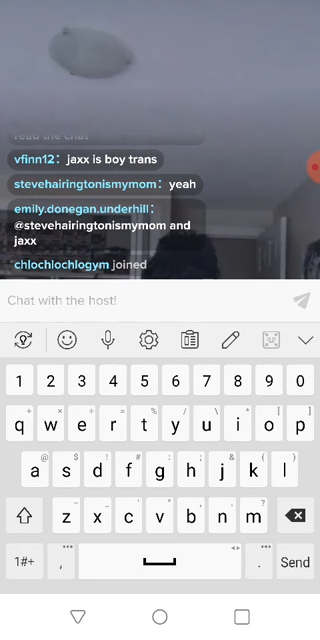 read the chat
vfinn12: jaxx is boy trans
stevehairingtonismymom: yeah
emily.donegan.underhill:
@stevehairingtonismymom and
jaxx
chlochlochlogym joined
Chat with the host!
1 2 3 4 5 6 7 8 9 0
+ × ÷ = % / \ * [ ]
q w e r t y u i o p
@ $ ! # : ; & ( )
a s d f g h j k l
- ~ " ?
z x c v b n m
1#+ , . Send